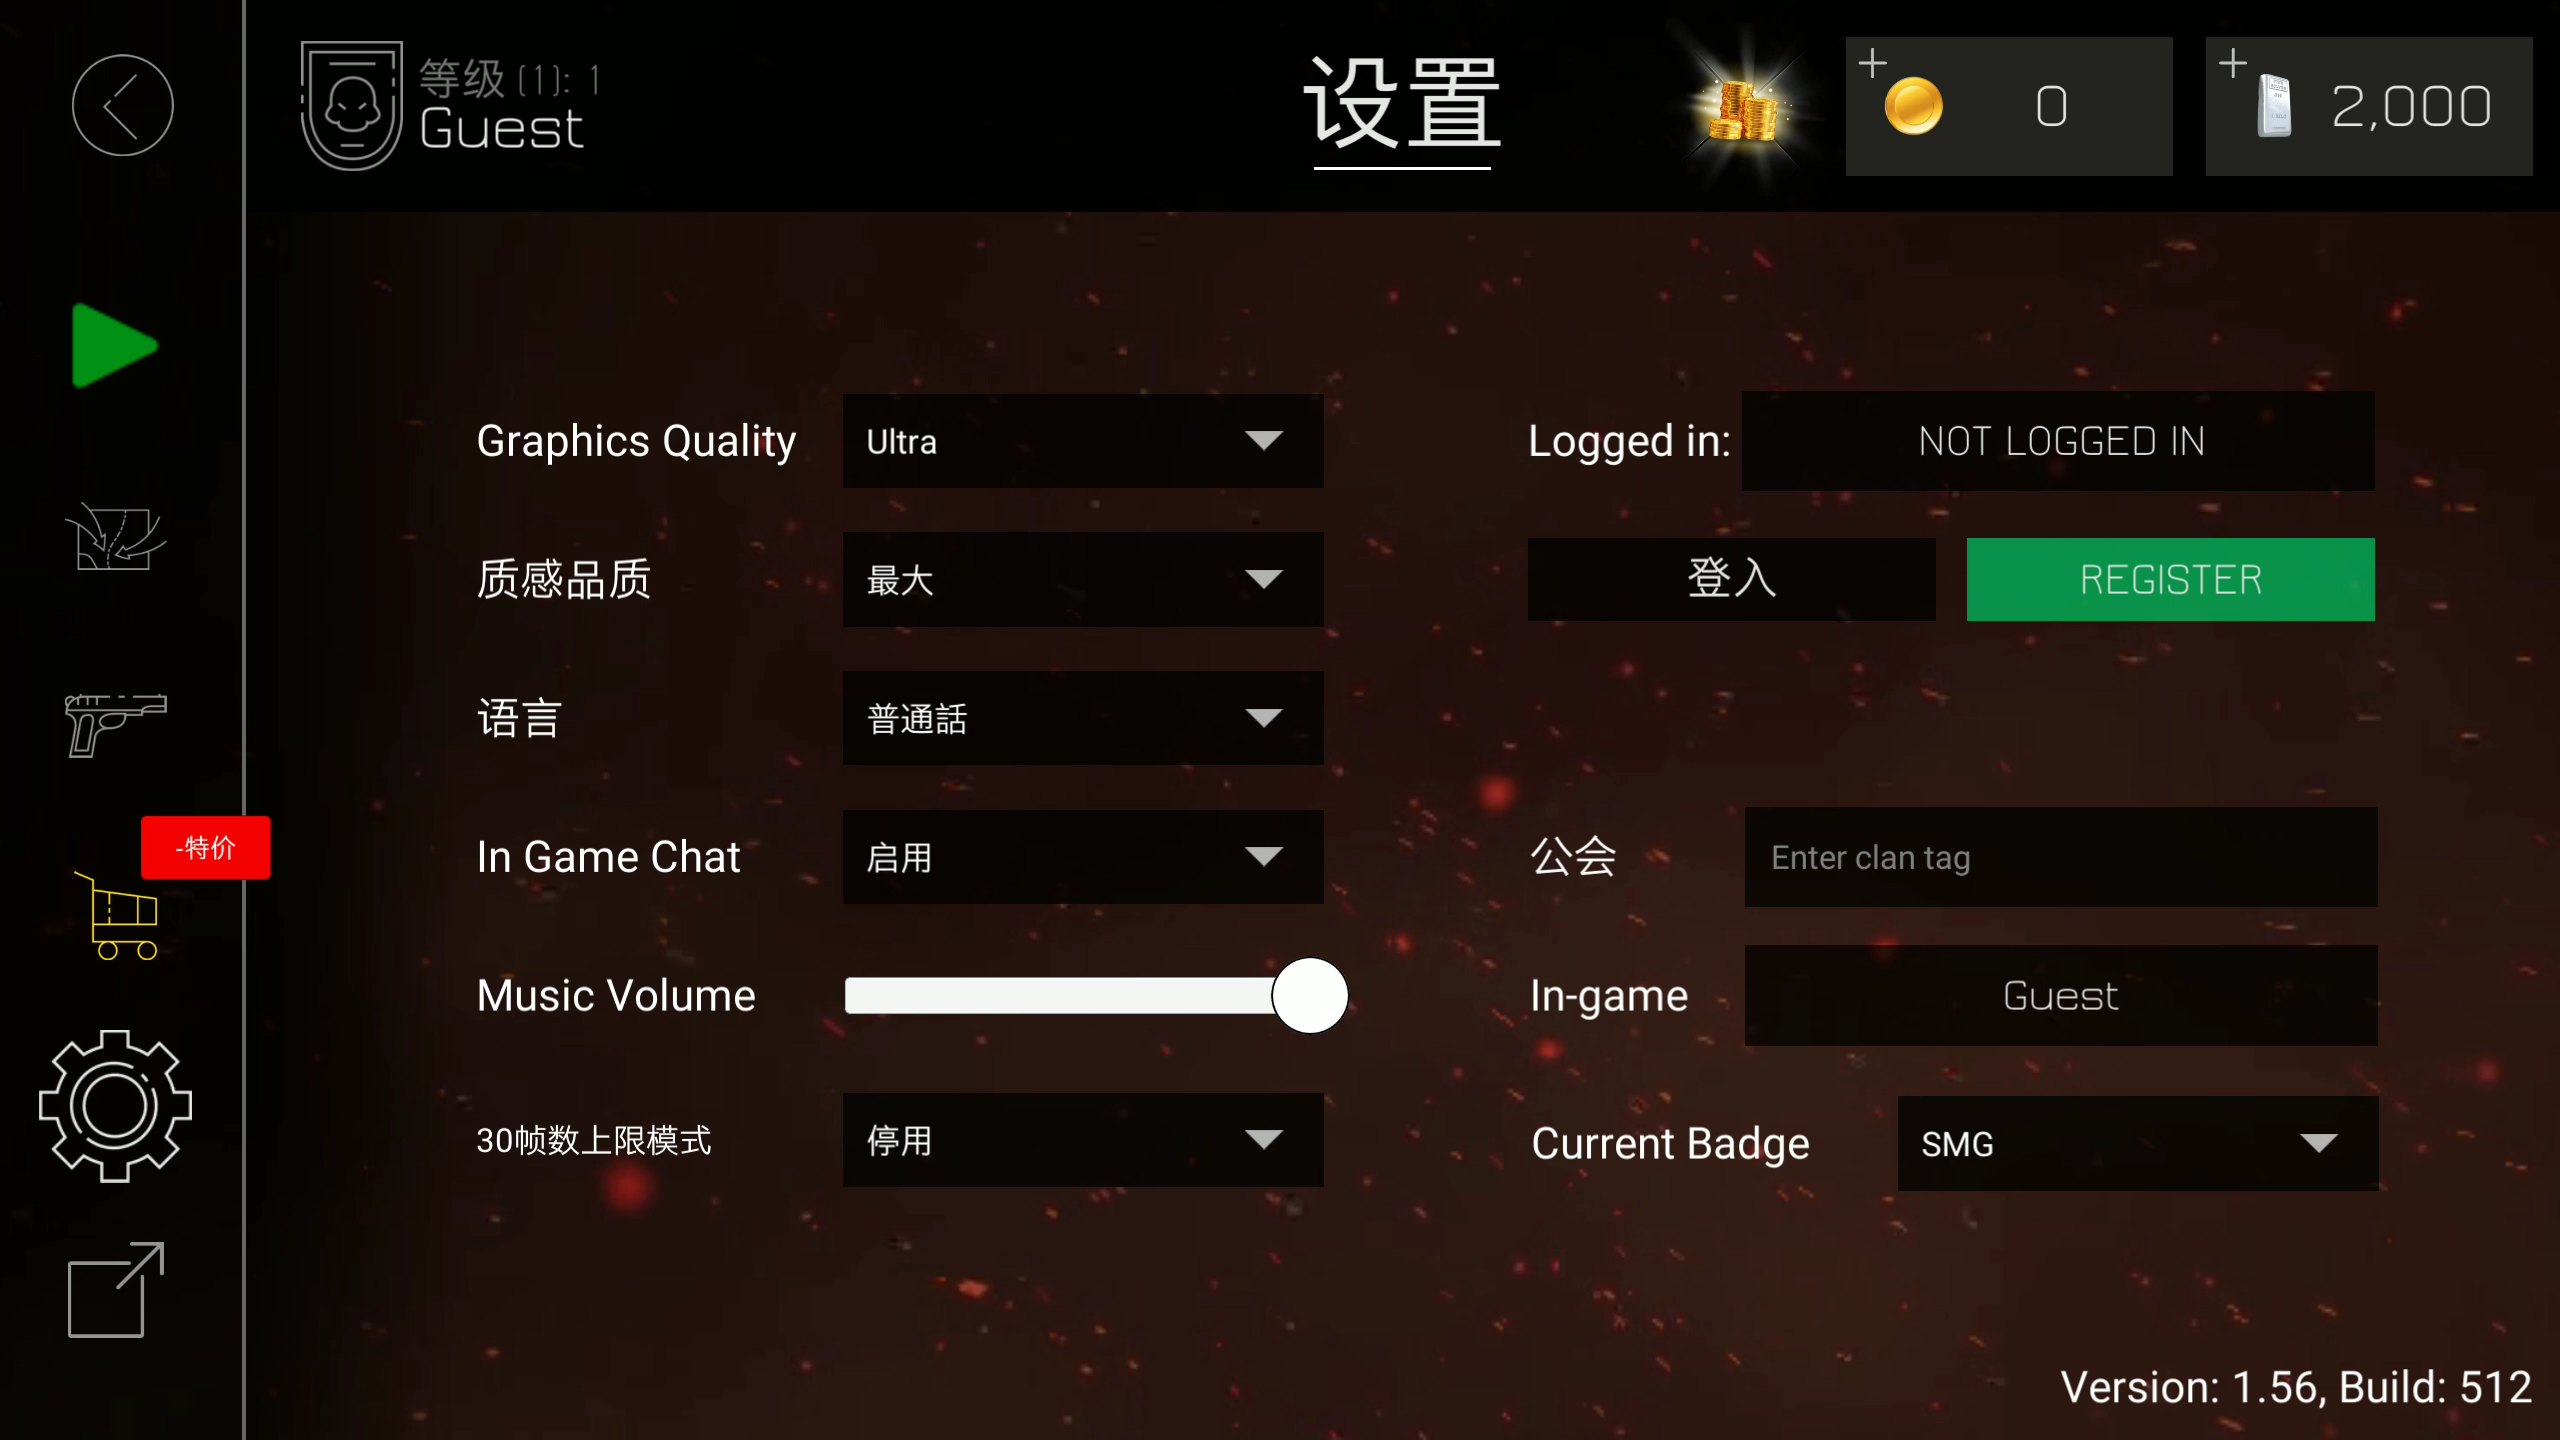 等级 (1): 1
Guest
设置
0
2,000
Graphics Quality
Ultra
Logged in:
NOT LOGGED IN
质感品质
最大
登入
REGISTER
语言
普通話
-特价
In Game Chat
启用
公会
Enter clan tag
Music Volume
In-game
Guest
30帧数上限模式
停用
Current Badge
SMG
Version: 1.56, Build: 512